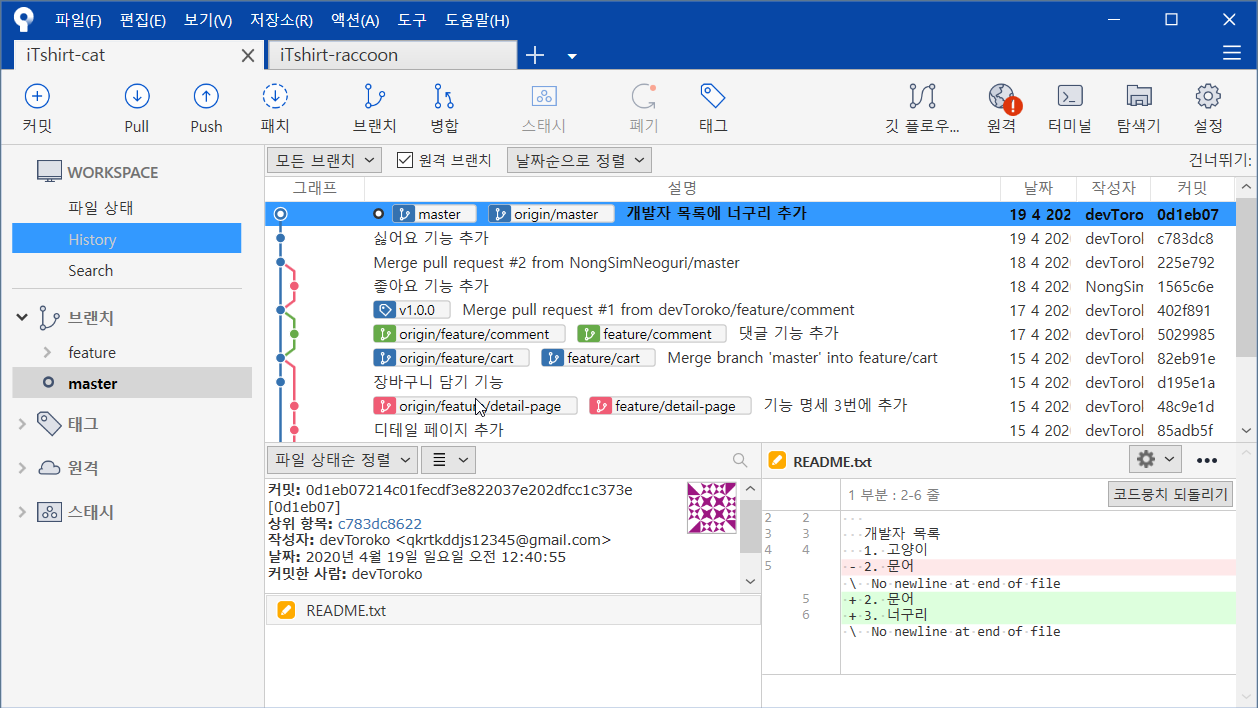 파일(F) 편집(E) 보기(V) 저장소(R) 액션(A) 도구 도움말(H)
iTshirt-cat iTshirt-raccoon
커밋 Pull Push 패치 브랜치 병합 스태시 폐기 태그 깃 플로우... 원격 터미널 탐색기 설정
WORKSPACE
파일 상태
History
Search
브랜치
feature
master
태그
원격
스태시
모든 브랜치 원격 브랜치 날짜순으로 정렬 건너뛰기:
그래프 설명 날짜 작성자 커밋
master origin/master 개발자 목록에 너구리 추가 19 4 202 devToro 0d1eb07
싫어요 기능 추가 19 4 202 devTorol c783dc8
Merge pull request #2 from NongSimNeoguri/master 18 4 202 devTorol 225e792
좋아요 기능 추가 18 4 202 NongSin 1565c6e
v1.0.0 Merge pull request #1 from devToroko/feature/comment 17 4 202 devTorol 402f891
origin/feature/comment feature/comment 댓글 기능 추가 17 4 202 devTorol 5029985
origin/feature/cart feature/cart Merge branch 'master' into feature/cart 15 4 202 devTorol 82eb91e
장바구니 담기 기능 15 4 202 devTorol d195e1a
origin/feature/detail-page feature/detail-page 기능 명세 3번에 추가 15 4 202 devTorol 48c9e1d
디테일 페이지 추가 15 4 202 devTorol 85adb5f
파일 상태순 정렬
커밋: 0d1eb07214c01fecdf3e822037e202dfcc1c373e
[0d1eb07]
상위 항목: c783dc8622
작성자: devToroko <qkrtkddjs12345@gmail.com>
날짜: 2020년 4월 19일 일요일 오전 12:40:55
커밋한 사람: devToroko
README.txt
README.txt
1 부분 : 2-6 줄 코드뭉치 되돌리기
2 2
3 3 개발자 목록
4 4 1. 고양이
5 - 2. 문어
\ No newline at end of file
5 + 2. 문어
6 + 3. 너구리
\ No newline at end of file